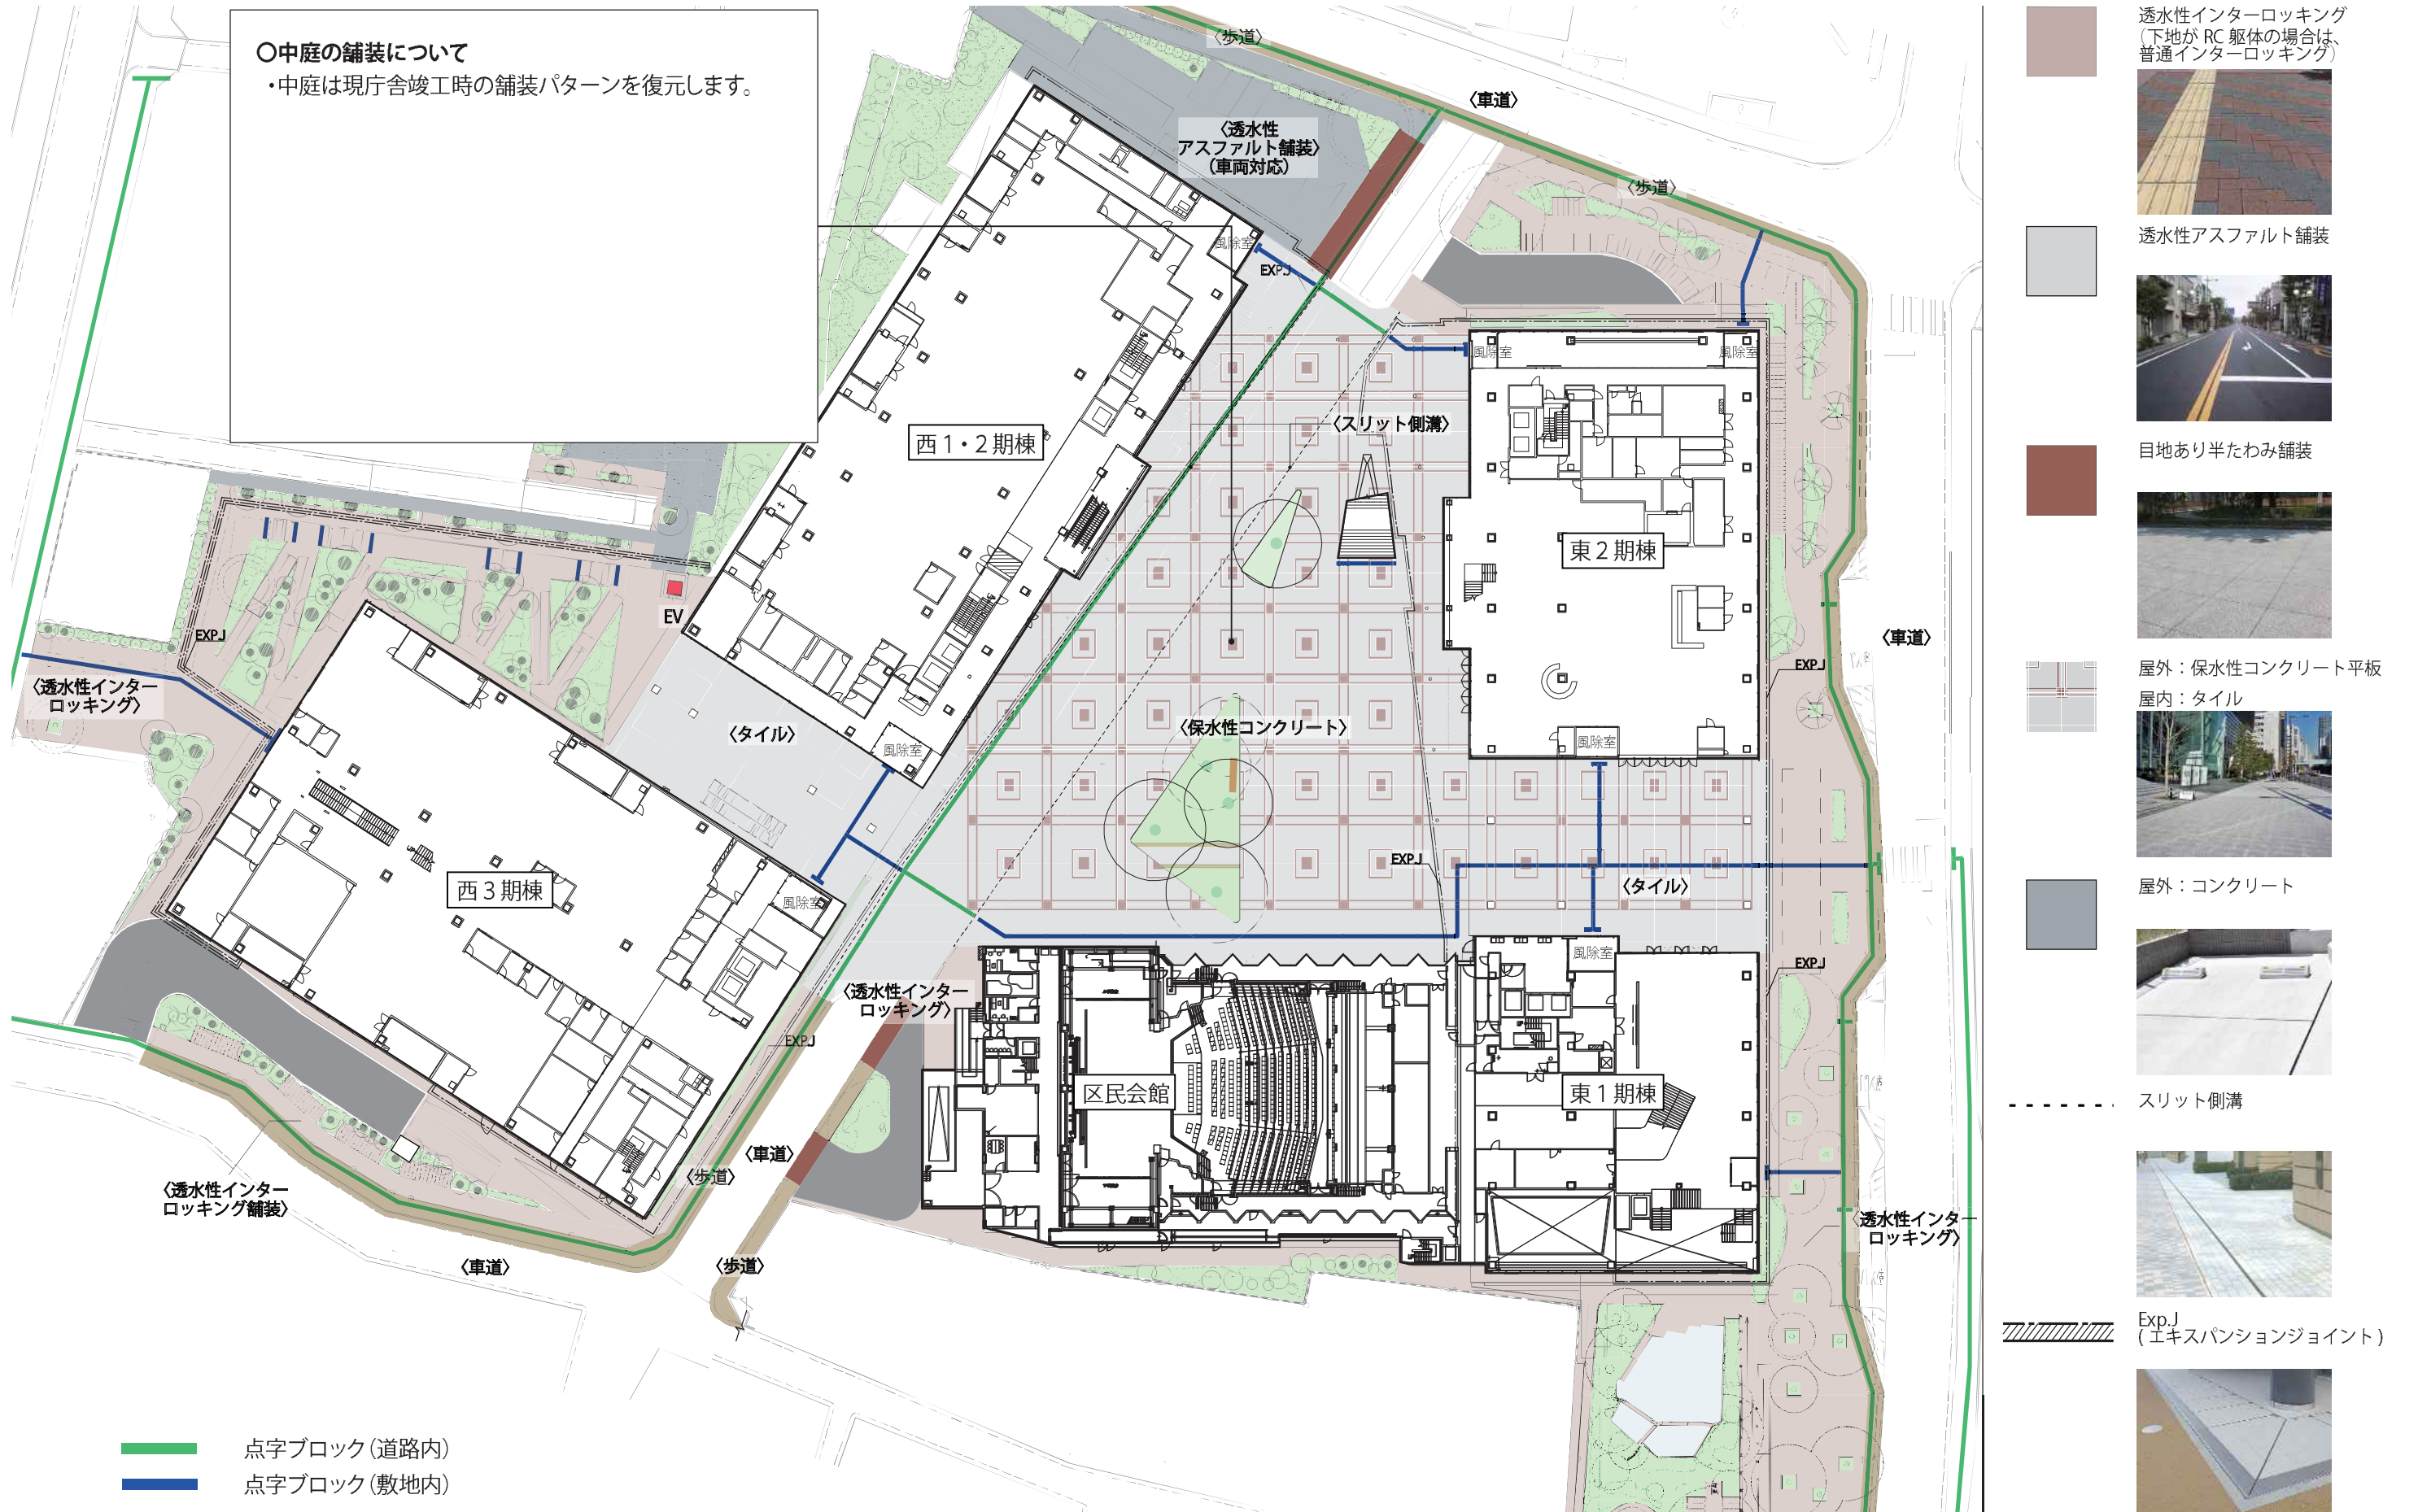 〇中庭の舗装について
・中庭は現庁舎竣工時の舗装パターンを復元します。
〈歩道〉
〈車道〉
〈透水性
アスファルト舗装〉
（車両対応）
〈歩道〉
風除室
EXP.J
風除室
風除室
〈スリット側溝〉
西１・２期棟
東２期棟
EV
EXP.J
〈車道〉
EXP.J
〈透水性インター
ロッキング〉
〈タイル〉
〈保水性コンクリート〉
風除室
風除室
EXP.J
〈タイル〉
西３期棟
風除室
風除室
EXP.J
〈透水性インター
ロッキング〉
EXP.J
区民会館
東１期棟
〈車道〉
〈歩道〉
〈透水性インター
ロッキング舗装〉
〈透水性インター
ロッキング〉
〈車道〉
〈歩道〉
点字ブロック（道路内）
点字ブロック（敷地内）
透水性インターロッキング
（下地が RC 躯体の場合は、
普通インターロッキング）
透水性アスファルト舗装
目地あり半たわみ舗装
屋外：保水性コンクリート平板
屋内：タイル
屋外：コンクリート
スリット側溝
Exp.J
( エキスパンションジョイント )